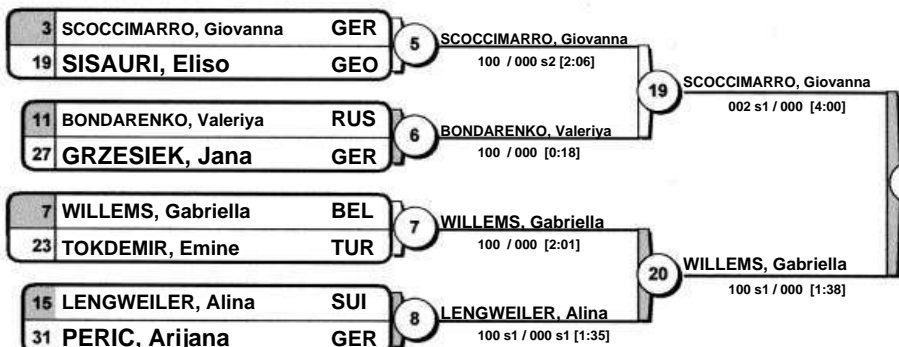 3 SCOCCIMARRO, Giovanna GER
19 SISAURI, Eliso GEO
5
SCOCCIMARRO, Giovanna
100 / 000 s2 [2:06]
11 BONDARENKO, Valeriya RUS
27 GRZESIEK, Jana GER
6
BONDARENKO, Valeriya
100 / 000 [0:18]
19
SCOCCIMARRO, Giovanna
002 s1 / 000 [4:00]
7 WILLEMS, Gabriella BEL
23 TOKDEMIR, Emine TUR
7
WILLEMS, Gabriella
100 / 000 [2:01]
15 LENGWEILER, Alina SUI
31 PERIC, Arijana GER
8
LENGWEILER, Alina
100 s1 / 000 s1 [1:35]
20
WILLEMS, Gabriella
100 s1 / 000 [1:38]